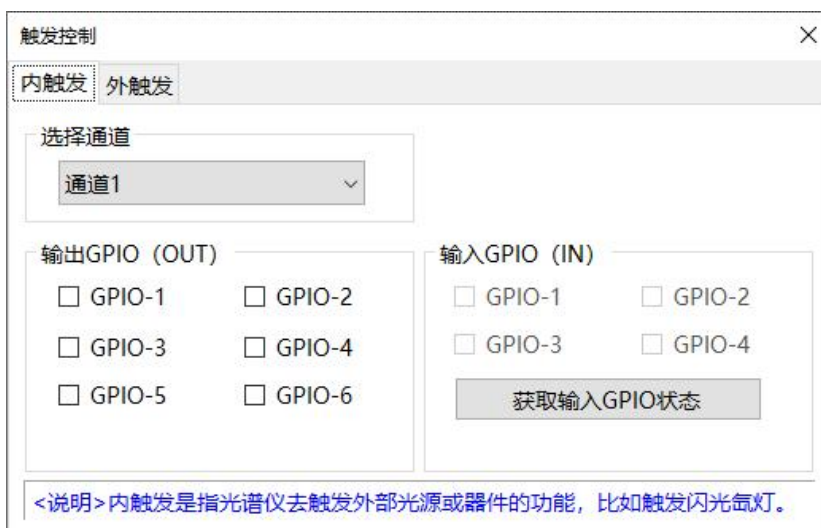 触发控制
内触发 外触发
选择通道
通道1
输出GPIO（OUT） 输入GPIO（IN）
GPIO-1 GPIO-2 GPIO-1 GPIO-2
GPIO-3 GPIO-4 GPIO-3 GPIO-4
GPIO-5 GPIO-6 获取输入GPIO状态
<说明>内触发是指光谱仪去触发外部光源或器件的功能，比如触发闪光氙灯。